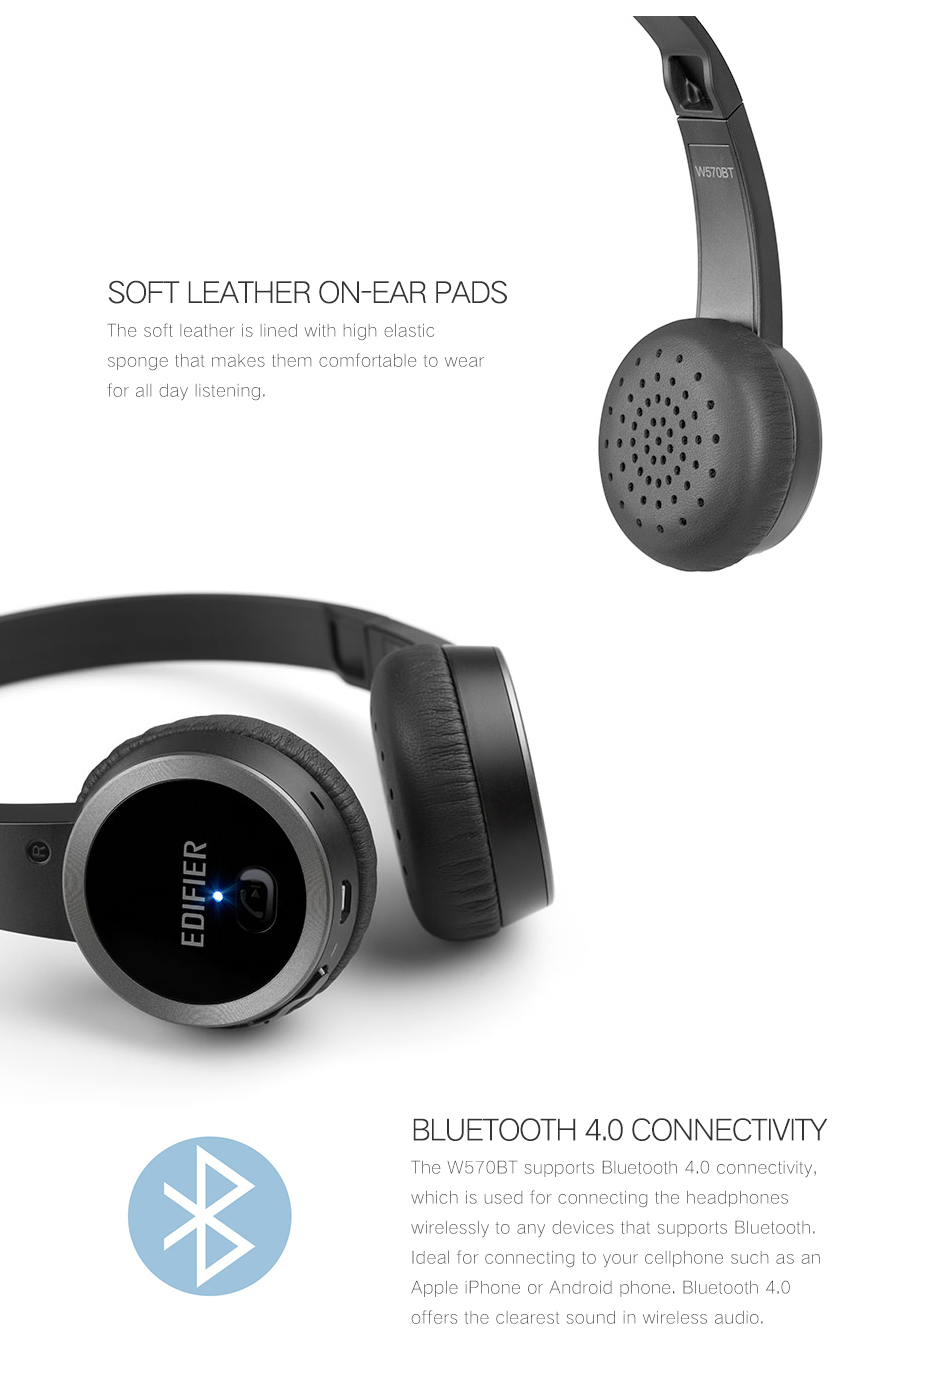 W570BT
SOFT LEATHER ON-EAR PADS
The soft leather is lined with high elastic
sponge that makes them comfortable to wear
for all day listening.
R
EDIFIER
BLUETOOTH 4.0 CONNECTIVITY
The W570BT supports Bluetooth 4.0 connectivity,
which is used for connecting the headphones
wirelessly to any devices that supports Bluetooth.
Ideal for connecting to your cellphone such as an
Apple iPhone or Android phone. Bluetooth 4.0
offers the clearest sound in wireless audio.